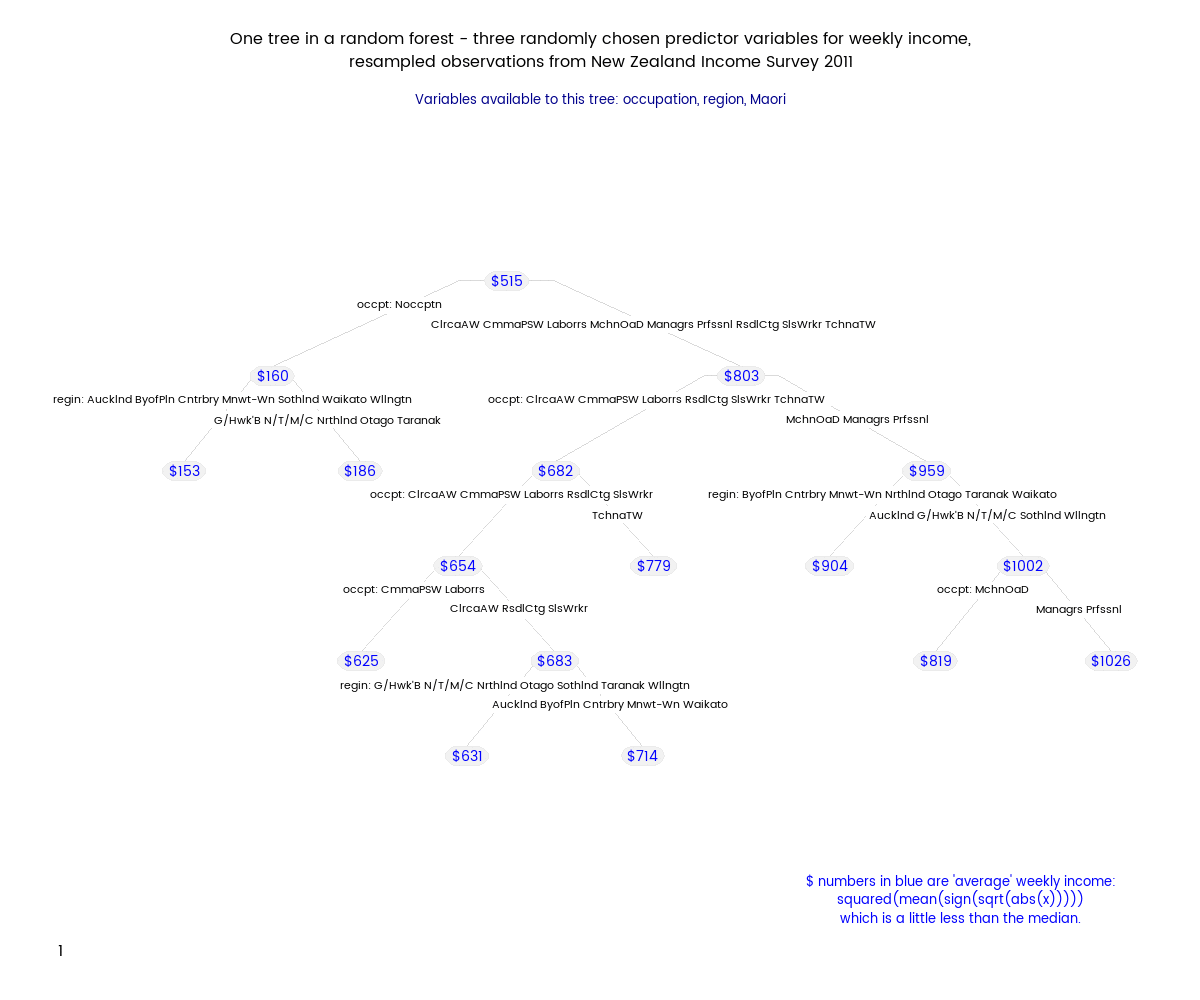 One tree in a random forest - three randomly chosen predictor variables for weekly income,
resampled observations from New Zealand Income Survey 2011
Variables available to this tree: occupation, region, Maori
$515
occpt: Noccptn
ClrcaAW CmmaPSW Laborrs MchnOaD Managrs Prfssnl RsdlCtg SlsWrkr TchnaTW
$160
$803
regin: Aucklnd ByofPln Cntrbry Mnwt-Wn Sothlnd Waikato Wllngtn
occpt: ClrcaAW CmmaPSW Laborrs RsdlCtg SlsWrkr TchnaTW
G/Hwk'B N/T/M/C Nrthlnd Otago Taranak
MchnOaD Managrs Prfssnl
$153
$186
$682
$959
occpt: ClrcaAW CmmaPSW Laborrs RsdlCtg SlsWrkr
regin: ByofPln Cntrbry Mnwt-Wn Nrthlnd Otago Taranak Waikato
TchnaTW
Aucklnd G/Hwk'B N/T/M/C Sothlnd Wllngtn
$654
$779
$904
$1002
occpt: CmmaPSW Laborrs
occpt: MchnOaD
ClrcaAW RsdlCtg SlsWrkr
Managrs Prfssnl
$625
$683
$819
$1026
regin: G/Hwk'B N/T/M/C Nrthlnd Otago Sothlnd Taranak Wllngtn
Aucklnd ByofPln Cntrbry Mnwt-Wn Waikato
$631
$714
$ numbers in blue are 'average' weekly income:
squared(mean(sign(sqrt(abs(x)))))
which is a little less than the median.
1